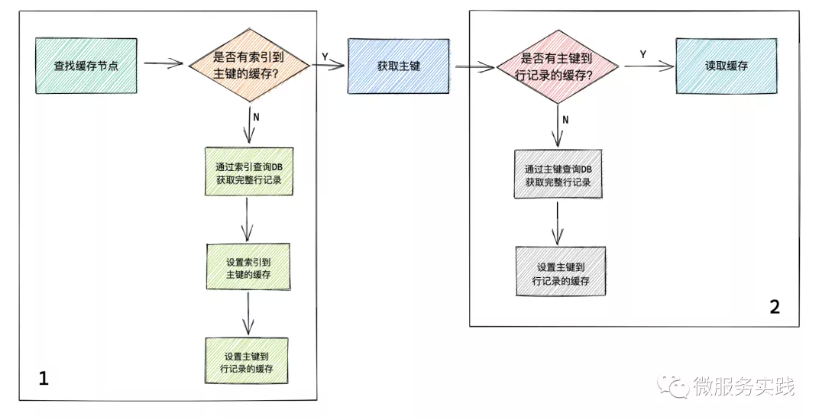 查找缓存节点
是否有索引到
主键的缓存?
Y
获取主键
是否有主键到
行记录的缓存?
Y
读取缓存
N
N
通过索引查询DB
获取完整行记录
通过主键查询DB
获取完整行记录
设置索引到
主键的缓存
设置主键到
行记录的缓存
2
设置主键到
行记录的缓存
1
微服务实践